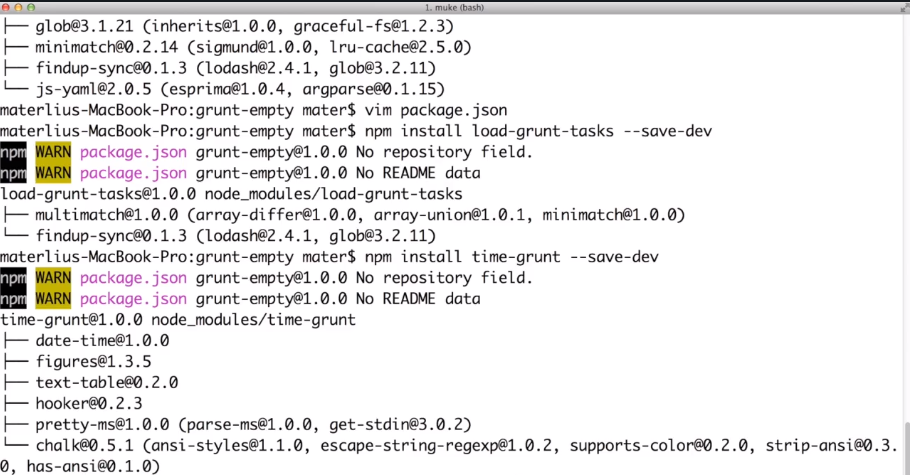 1. muke (bash)
├── glob@3.1.21 (inherits@1.0.0, graceful-fs@1.2.3)
├── minimatch@0.2.14 (sigmund@1.0.0, lru-cache@2.5.0)
├── findup-sync@0.1.3 (lodash@2.4.1, glob@3.2.11)
└── js-yaml@2.0.5 (esprima@1.0.4, argparse@0.1.15)
materlius-MacBook-Pro:grunt-empty mater$ vim package.json
materlius-MacBook-Pro:grunt-empty mater$ npm install load-grunt-tasks --save-dev
npm WARN package.json grunt-empty@1.0.0 No repository field.
npm WARN package.json grunt-empty@1.0.0 No README data
load-grunt-tasks@1.0.0 node_modules/load-grunt-tasks
├── multimatch@1.0.0 (array-differ@1.0.0, array-union@1.0.1, minimatch@1.0.0)
└── findup-sync@0.1.3 (lodash@2.4.1, glob@3.2.11)
materlius-MacBook-Pro:grunt-empty mater$ npm install time-grunt --save-dev
npm WARN package.json grunt-empty@1.0.0 No repository field.
npm WARN package.json grunt-empty@1.0.0 No README data
time-grunt@1.0.0 node_modules/time-grunt
├── date-time@1.0.0
├── figures@1.3.5
├── text-table@0.2.0
├── hooker@0.2.3
├── pretty-ms@1.0.0 (parse-ms@1.0.0, get-stdin@3.0.2)
└── chalk@0.5.1 (ansi-styles@1.1.0, escape-string-regexp@1.0.2, supports-color@0.2.0, strip-ansi@0.3.
0, has-ansi@0.1.0)